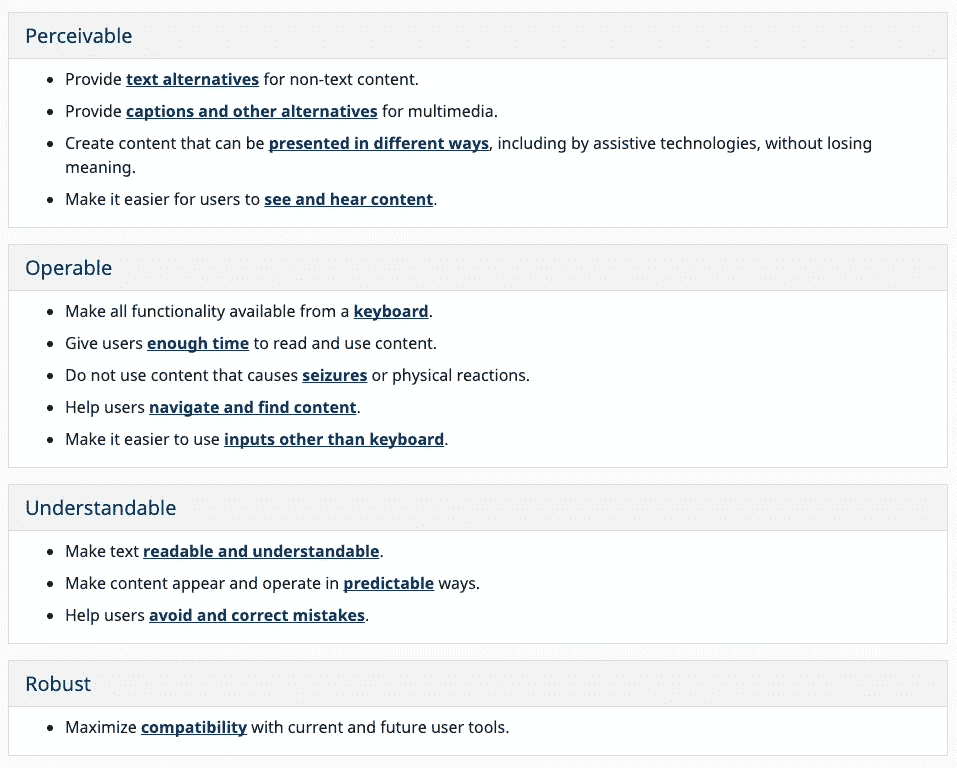 Perceivable
Provide text alternatives for non-text content.
Provide captions and other alternatives for multimedia.
Create content that can be presented in different ways, including by assistive technologies, without losing
meaning.
Make it easier for users to see and hear content.
Operable
Make all functionality available from a keyboard.
Give users enough time to read and use content.
Do not use content that causes seizures or physical reactions.
Help users navigate and find content.
Make it easier to use inputs other than keyboard.
Understandable
Make text readable and understandable.
Make content appear and operate in predictable ways.
Help users avoid and correct mistakes.
Robust
Maximize compatibility with current and future user tools.